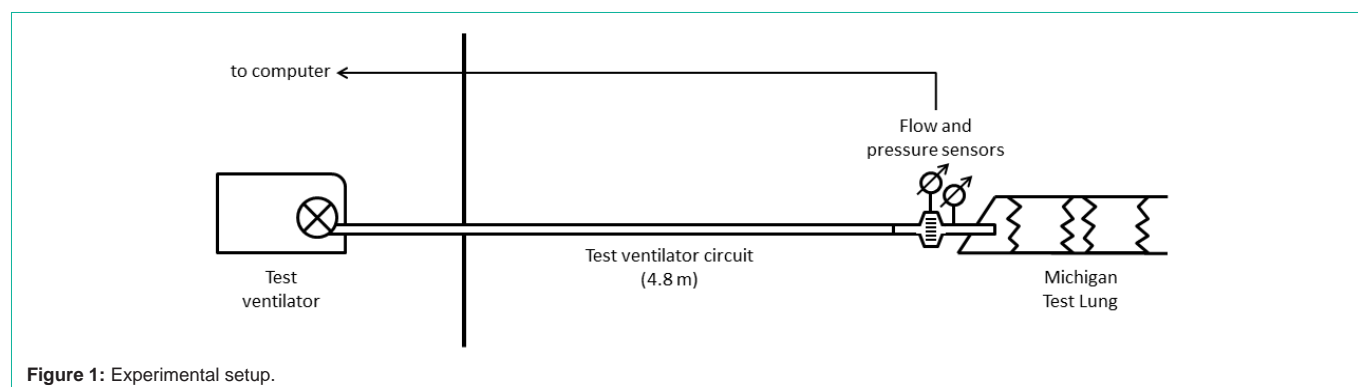 to computer
Flow and
pressure sensors
Test ventilator circuit
(4.8 m)
Test
ventilator
Michigan
Test Lung
Figure 1: Experimental setup.